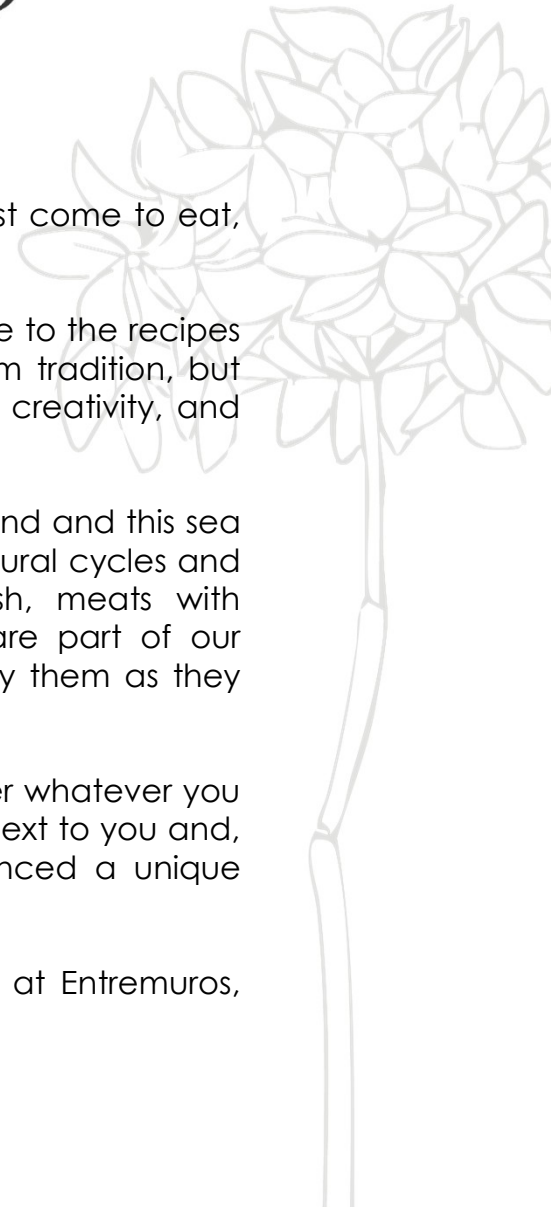 st come to eat,
e to the recipes
m tradition, but
creativity, and
nd and this sea
ural cycles and
sh, meats with
are part of our
y them as they
er whatever you
ext to you and,
nced a unique
at Entremuros,